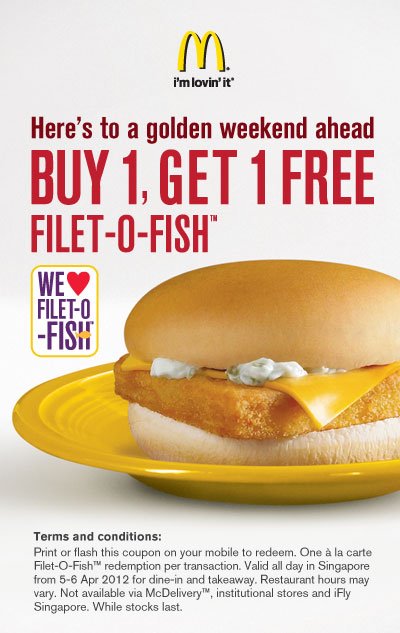 i'm lovin' it®
Here's to a golden weekend ahead
BUY 1, GET 1 FREE
FILET-O-FISH™
WE❤
FILET-O
-FISH™
Terms and conditions:
Print or flash this coupon on your mobile to redeem. One à la carte
Filet-O-Fish™ redemption per transaction. Valid all day in Singapore
from 5-6 Apr 2012 for dine-in and takeaway. Restaurant hours may
vary. Not available via McDelivery™, institutional stores and iFly
Singapore. While stocks last.